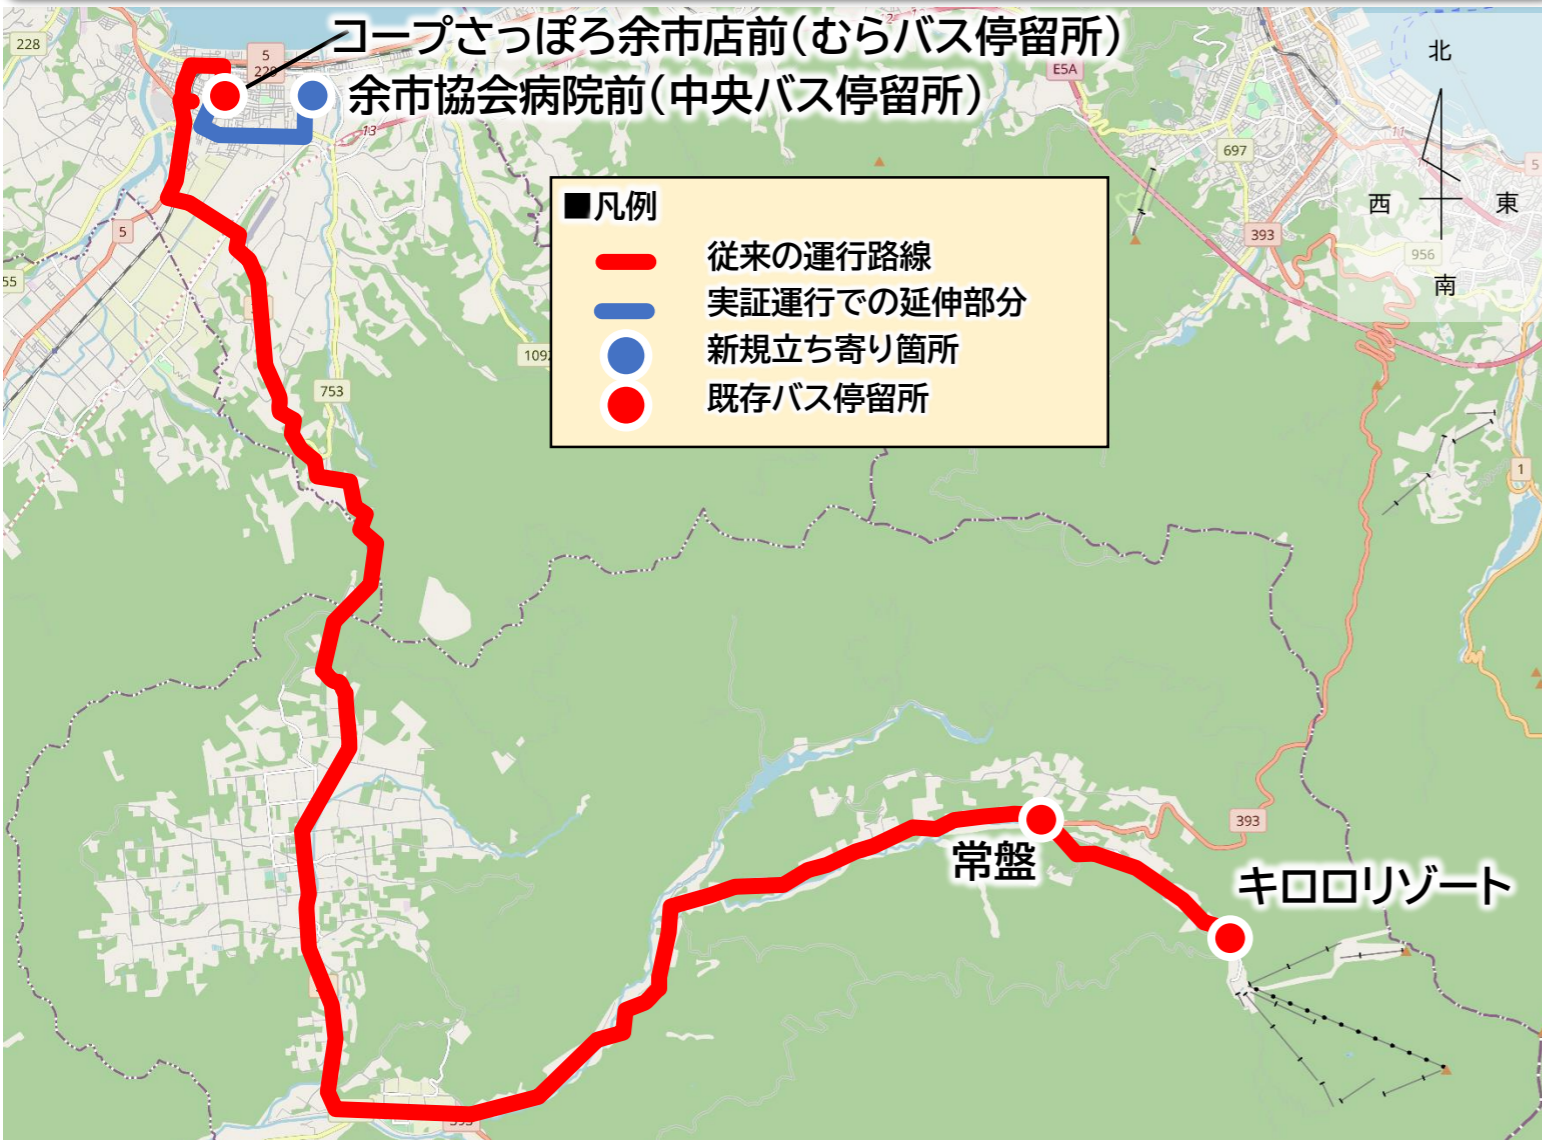 コープさっぽろ余市店前（むらバス停留所）
余市協会病院前（中央バス停留所）
228
5
229
13
E5A
697
11
5
北
西
東
南
393
956
■凡例
従来の運行路線
実証運行での延伸部分
新規立ち寄り箇所
既存バス停留所
5
55
1092
753
1
393
常盤
キロロリゾート
393